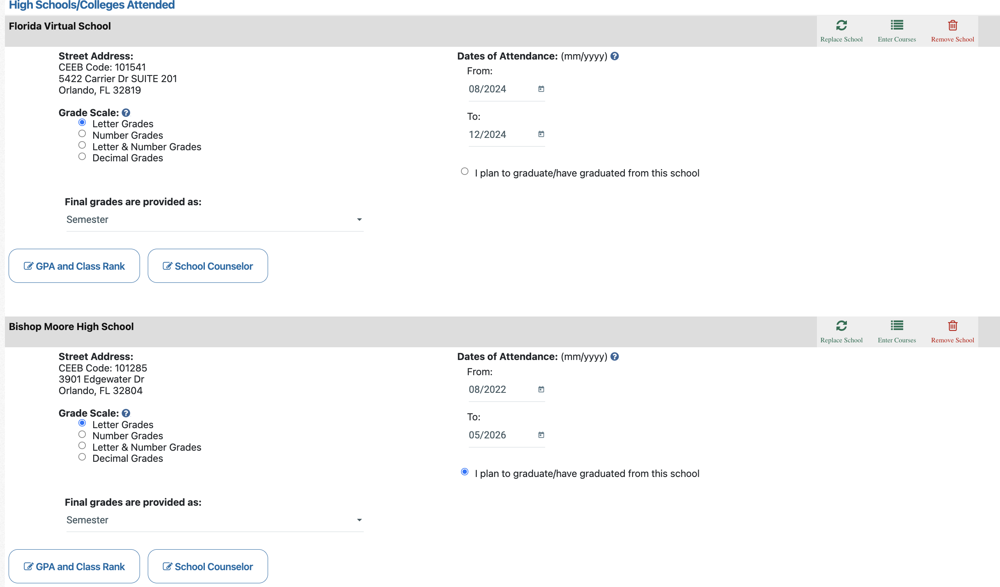 High Schools/Colleges Attended
Florida Virtual School
Replace School
Enter Courses
Remove School
Street Address:
CEEB Code: 101541
5422 Carrier Dr SUITE 201
Orlando, FL 32819
Grade Scale:
Letter Grades
Number Grades
Letter & Number Grades
Decimal Grades
Dates of Attendance: (mm/yyyy)
From:
08/2024
To:
12/2024
I plan to graduate/have graduated from this school
Final grades are provided as:
Semester
GPA and Class Rank
School Counselor
Bishop Moore High School
Replace School
Enter Courses
Remove School
Street Address:
CEEB Code: 101285
3901 Edgewater Dr
Orlando, FL 32804
Grade Scale:
Letter Grades
Number Grades
Letter & Number Grades
Decimal Grades
Dates of Attendance: (mm/yyyy)
From:
08/2022
To:
05/2026
I plan to graduate/have graduated from this school
Final grades are provided as:
Semester
GPA and Class Rank
School Counselor